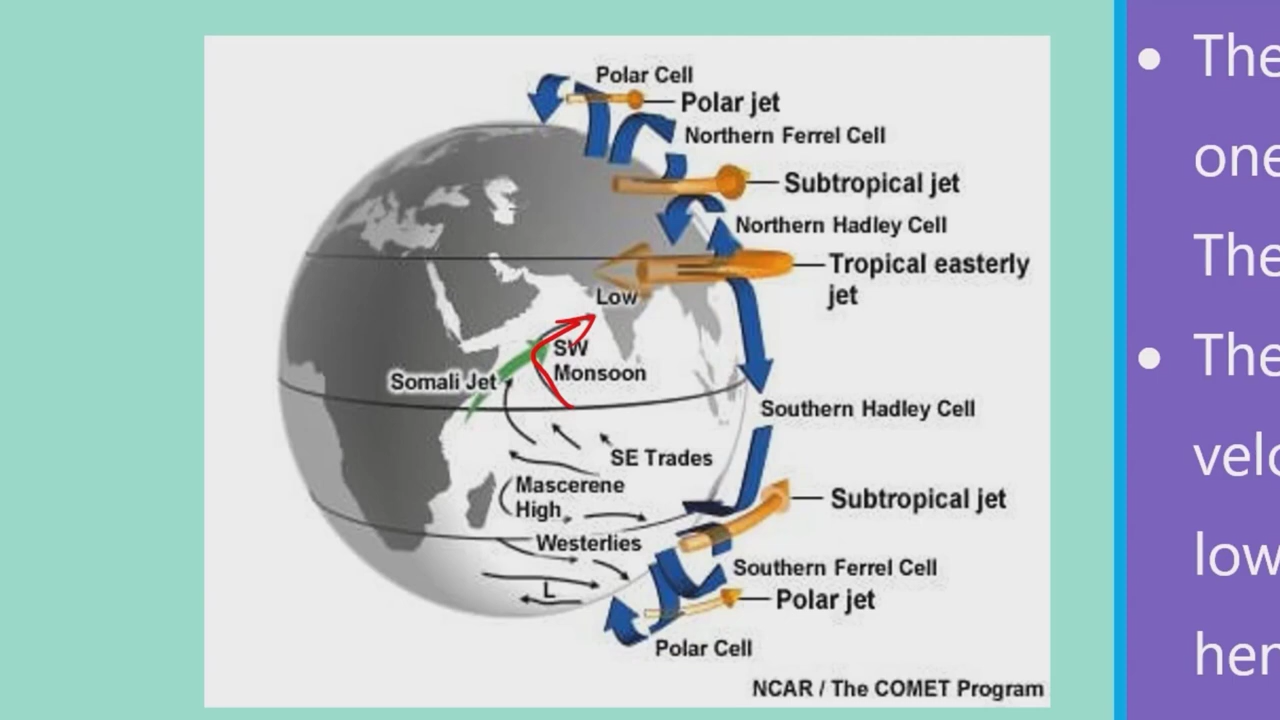 Polar Cell
Polar jet
Northern Ferrel Cell
Subtropical jet
Northern Hadley Cell
Tropical easterly
jet
Low
SW
Monsoon
Somali Jet
Southern Hadley Cell
SE Trades
Mascerene
High
Subtropical jet
Westerlies
Southern Ferrel Cell
L
Polar jet
Polar Cell
NCAR / The COMET Program
• The
one
The
• The
velo
low
hen